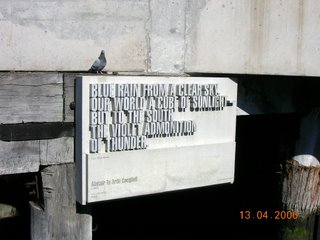 BLUE RAIN FROM A CLEAR SKY.
OUR WORLD A CUBE OF SUNLIGHT
BUT TO THE SOUTH
THE VIOLET ADMONITION
OF THUNDER.
13.04.2006